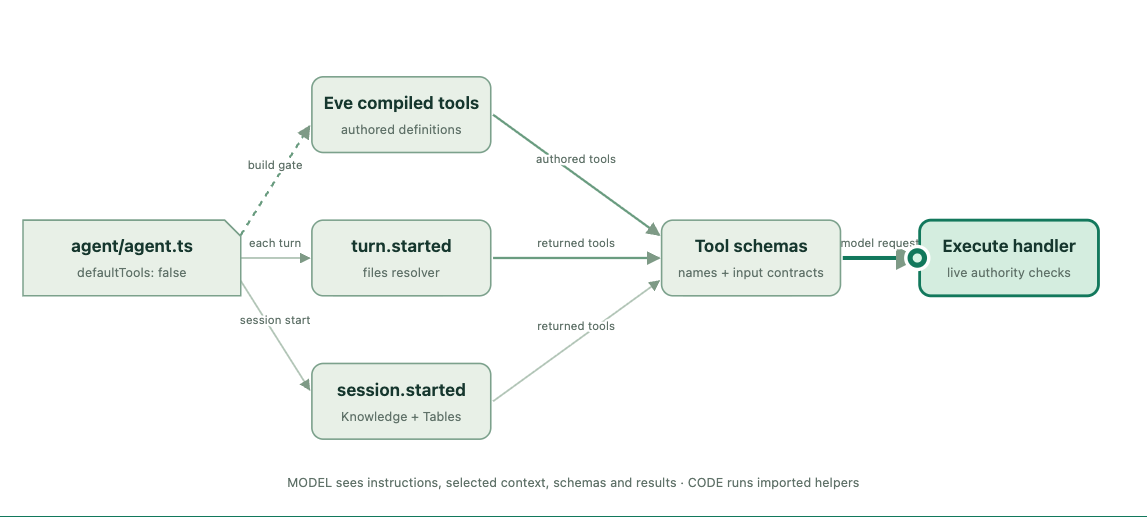 Eve compiled tools
authored definitions
build gate
authored tools
agent/agent.ts
defaultTools: false
each turn
turn.started
files resolver
returned tools
Tool schemas
names + input contracts
model request
Execute handler
live authority checks
session start
returned tools
session.started
Knowledge + Tables
MODEL sees instructions, selected context, schemas and results · CODE runs imported helpers